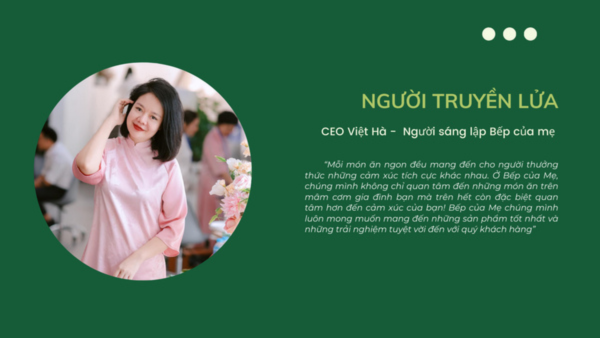 NGƯỜI TRUYỀN LỬA
CEO Việt Hà - Người sáng lập Bếp của mẹ
"Mỗi món ăn ngon đều mang đến cho người thưởng
thức những cảm xúc tích cực khác nhau. Ở Bếp của Mẹ,
chúng mình không chỉ quan tâm đến những món ăn trên
mâm cơm gia đình bạn mà trên hết còn đặc biệt quan
tâm hơn đến cảm xúc của bạn! Bếp của Mẹ chúng mình
luôn mong muốn mang đến những sản phẩm tốt nhất và
những trải nghiệm tuyệt vời đến với quý khách hàng"